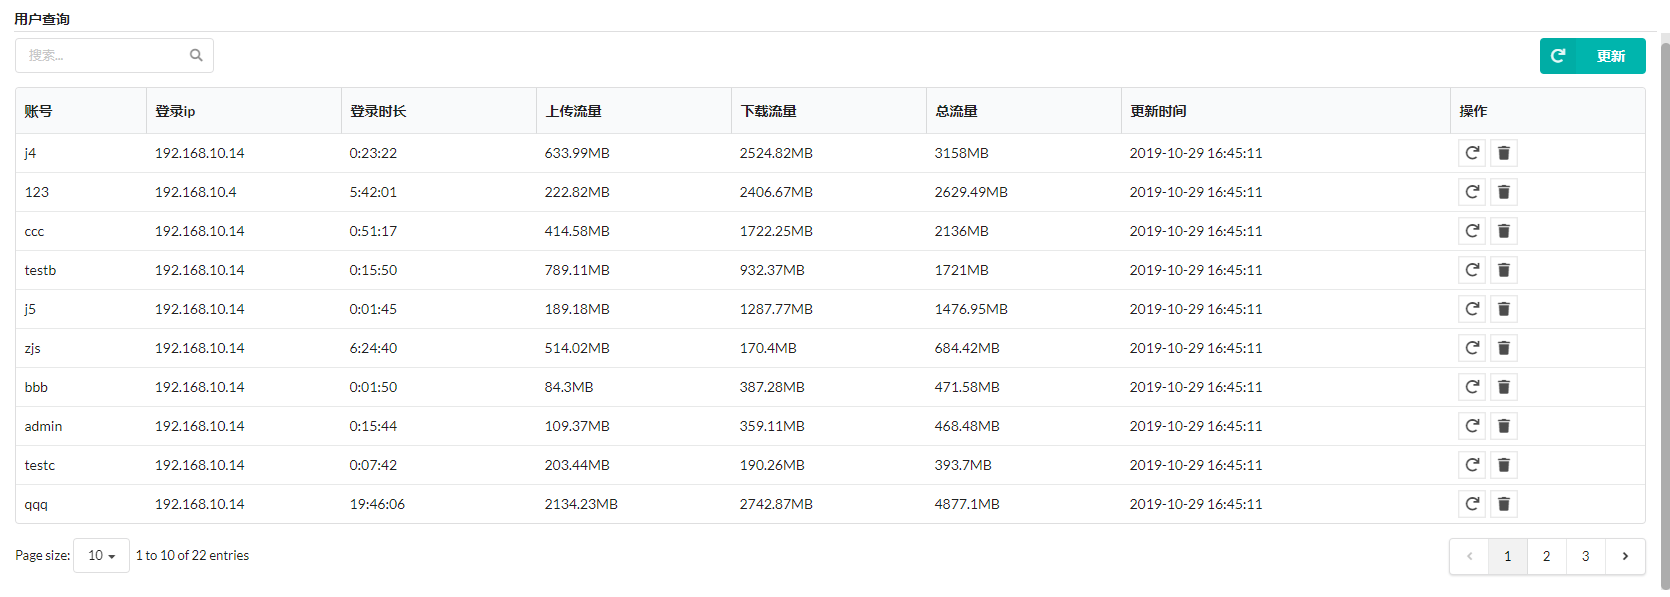 用户查询
搜索...
更新
账号 登录ip 登录时长 上传流量 下载流量 总流量 更新时间 操作
j4 192.168.10.14 0:23:22 633.99MB 2524.82MB 3158MB 2019-10-29 16:45:11
123 192.168.10.4 5:42:01 222.82MB 2406.67MB 2629.49MB 2019-10-29 16:45:11
ccc 192.168.10.14 0:51:17 414.58MB 1722.25MB 2136MB 2019-10-29 16:45:11
testb 192.168.10.14 0:15:50 789.11MB 932.37MB 1721MB 2019-10-29 16:45:11
j5 192.168.10.14 0:01:45 189.18MB 1287.77MB 1476.95MB 2019-10-29 16:45:11
zjs 192.168.10.14 6:24:40 514.02MB 170.4MB 684.42MB 2019-10-29 16:45:11
bbb 192.168.10.14 0:01:50 84.3MB 387.28MB 471.58MB 2019-10-29 16:45:11
admin 192.168.10.14 0:15:44 109.37MB 359.11MB 468.48MB 2019-10-29 16:45:11
testc 192.168.10.14 0:07:42 203.44MB 190.26MB 393.7MB 2019-10-29 16:45:11
qqq 192.168.10.14 19:46:06 2134.23MB 2742.87MB 4877.1MB 2019-10-29 16:45:11
Page size: 10 1 to 10 of 22 entries ‹ 1 2 3 ›